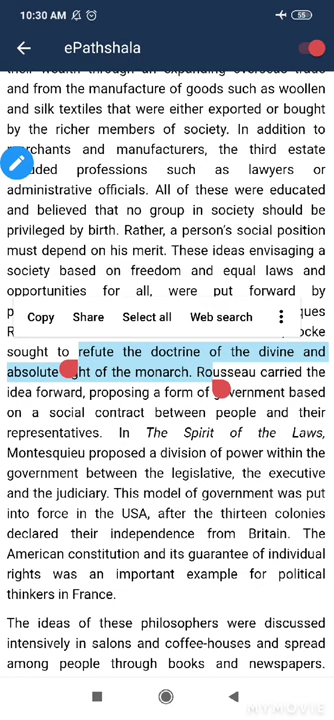 10:30 AM
55
ePathshala
their wealth through an expanding overseas trade
and from the manufacture of goods such as woollen
and silk textiles that were either exported or bought
by the richer members of society. In addition to
merchants and manufacturers, the third estate
included professions such as lawyers or
administrative officials. All of these were educated
and believed that no group in society should be
privileged by birth. Rather, a person's social position
must depend on his merit. These ideas envisaging a
society based on freedom and equal laws and
opportunities for all, were put forward by
Copy Share Select all Web search
sought to refute the doctrine of the divine and
absolute right of the monarch. Rousseau carried the
idea forward, proposing a form of government based
on a social contract between people and their
representatives. In The Spirit of the Laws,
Montesquieu proposed a division of power within the
government between the legislative, the executive
and the judiciary. This model of government was put
into force in the USA, after the thirteen colonies
declared their independence from Britain. The
American constitution and its guarantee of individual
rights was an important example for political
thinkers in France.
The ideas of these philosophers were discussed
intensively in salons and coffee-houses and spread
among people through books and newspapers.
MYMOVIE